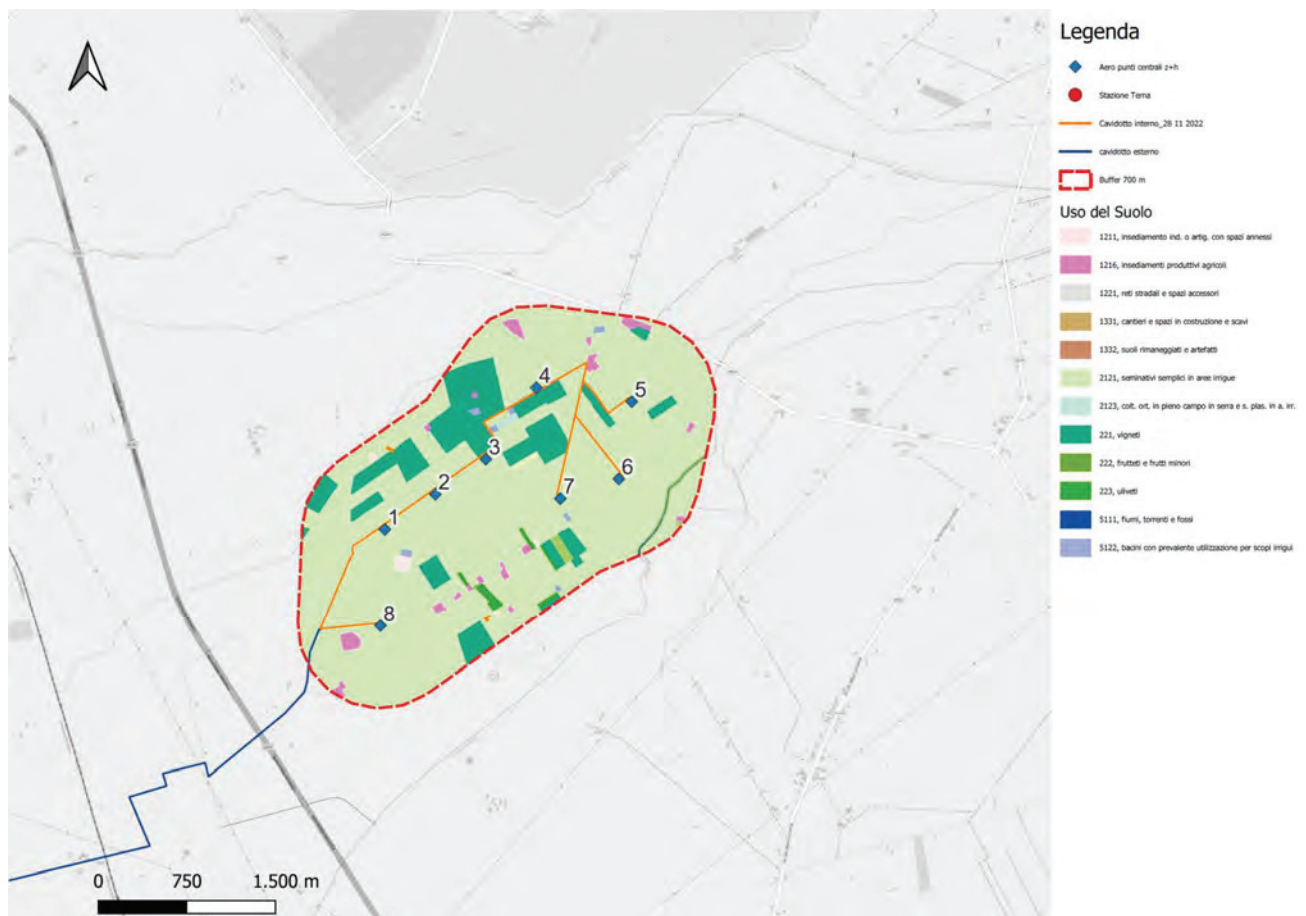 Legenda
Aero punti centrali z+h
Stazione Terna
Cavidotto interno_28 11 2022
cavidotto esterno
Buffer 700 m
Uso del Suolo
1211, insediamento ind. o artig. con spazi annessi
1216, insediamenti produttivi agricoli
1221, reti stradali e spazi accessori
1331, cantieri e spazi in costruzione e scavi
1332, suoli rimaneggiati e artefatti
2121, seminativi semplici in aree irrigue
2123, colt. ort. in pieno campo in serra e s. plas. in a. irr.
221, vigneti
222, frutteti e frutti minori
223, uliveti
5111, fiumi, torrenti e fossi
5122, bacini con prevalente utilizzazione per scopi irrigui
4
5
3
6
2
7
1
8
0 750 1.500 m